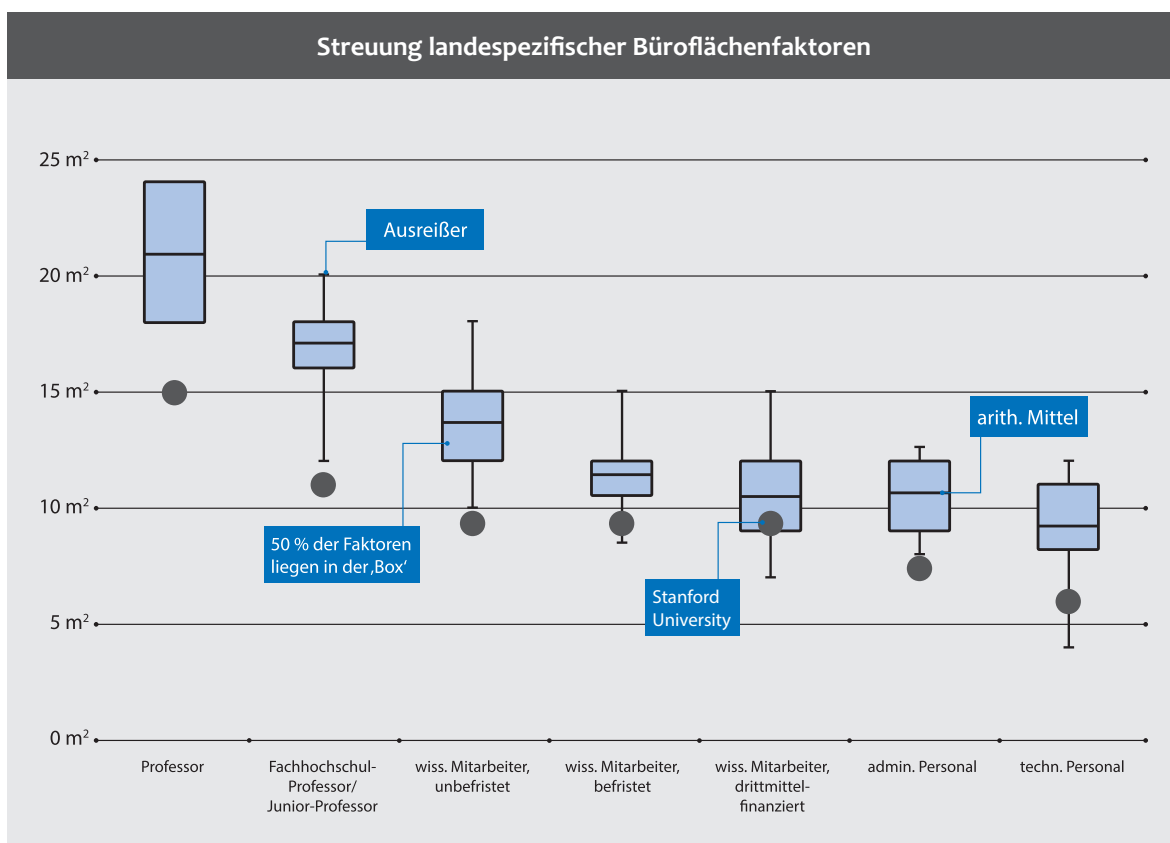 Streuung landespezifischer Büroflächenfaktoren
25 m²
20 m²
15 m²
10 m²
5 m²
0 m²
Ausreißer
arith. Mittel
50 % der Faktoren
liegen in der ‚Box‘
Stanford
University
Professor
Fachhochschul-
Professor/
Junior-Professor
wiss. Mitarbeiter,
unbefristet
wiss. Mitarbeiter,
befristet
wiss. Mitarbeiter,
drittmittel-
finanziert
admin. Personal
techn. Personal